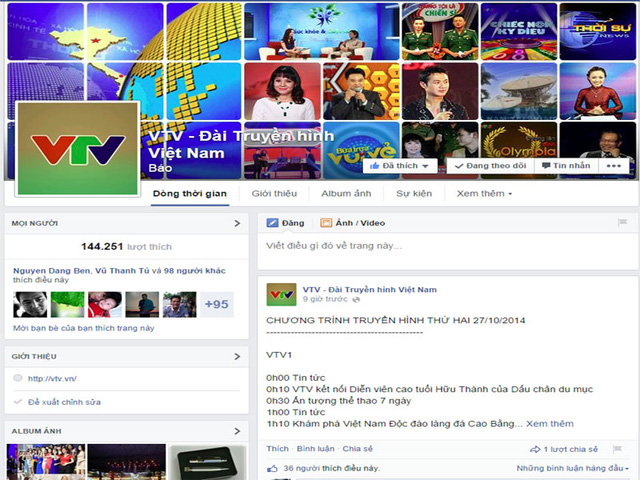 Sức khỏe &
CHÚNG TÔI LÀ
CHIẾN SĨ
CHIẾC NÓN
KỲ DIỆU
THỜI SỰ
NEWS
VTV
VTV - Đài Truyền hình
Việt Nam
Báo
Bữa trưa
VUI VẺ
Olympia
Đã thích
Đang theo dõi
Tin nhắn
Dòng thời gian
Giới thiệu
Album ảnh
Sự kiện
Xem thêm
MỌI NGƯỜI
144.251 lượt thích
Nguyen Dang Ben, Vũ Thanh Tú và 98 người khác
thích điều này
+95
Mời bạn bè của bạn thích trang này
GIỚI THIỆU
http://vtv.vn/
Đề xuất chỉnh sửa
ALBUM ẢNH
Đăng
Ảnh / Video
Viết điều gì đó về trang này...
VTV
VTV - Đài Truyền hình Việt Nam
9 giờ trước
CHƯƠNG TRÌNH TRUYỀN HÌNH THỨ HAI 27/10/2014
----------------------------------------------
VTV1
0h00 Tin tức
0h10 VTV kết nối Diễn viên cao tuổi Hữu Thành của Dấu chân du mục
0h30 Ấn tượng thể thao 7 ngày
1h00 Tin tức
1h10 Khám phá Việt Nam Độc đáo làng đá Cao Bằng... Xem thêm
Thích · Bình luận · Chia sẻ
1 lượt chia sẻ
36 người thích điều này.
Những bình luận hàng đầu